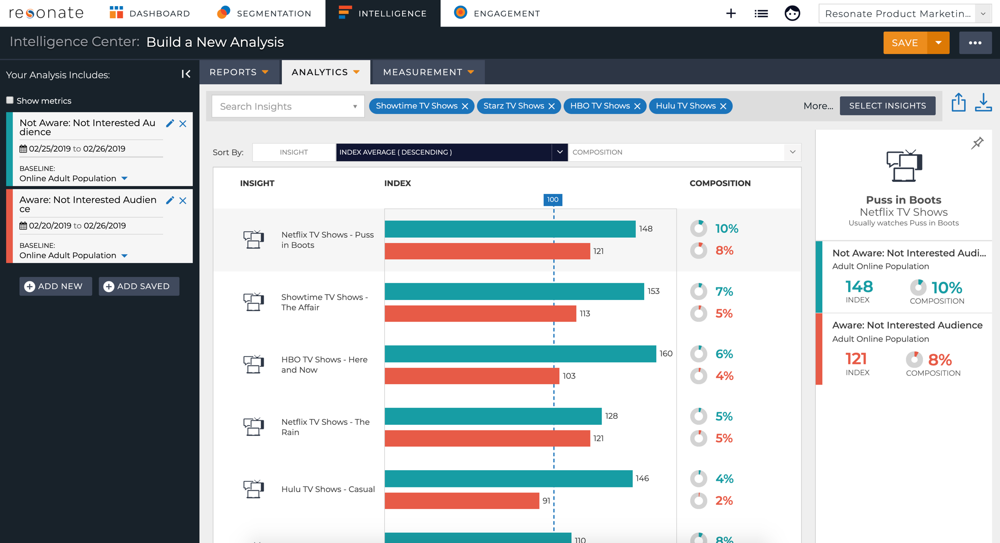 resonate
DASHBOARD
SEGMENTATION
INTELLIGENCE
ENGAGEMENT
Resonate Product Marketin...
Intelligence Center: Build a New Analysis
SAVE
Your Analysis Includes:
Show metrics
Not Aware: Not Interested Au
dience
02/25/2019 to 02/26/2019
BASELINE:
Online Adult Population
Aware: Not Interested Audien
ce
02/20/2019 to 02/26/2019
BASELINE:
Online Adult Population
ADD NEW
ADD SAVED
REPORTS
ANALYTICS
MEASUREMENT
Search Insights
Showtime TV Shows
Starz TV Shows
HBO TV Shows
Hulu TV Shows
More...
SELECT INSIGHTS
Sort By:
INSIGHT
INDEX AVERAGE ( DESCENDING )
COMPOSITION
INSIGHT
INDEX
COMPOSITION
100
Netflix TV Shows - Puss
in Boots
148
121
10%
8%
Showtime TV Shows -
The Affair
153
113
7%
5%
HBO TV Shows - Here
and Now
160
103
6%
4%
Netflix TV Shows - The
Rain
128
121
5%
5%
Hulu TV Shows - Casual
146
91
4%
2%
110
8%
Puss in Boots
Netflix TV Shows
Usually watches Puss in Boots
Not Aware: Not Interested Audi...
Adult Online Population
148
INDEX
10%
COMPOSITION
Aware: Not Interested Audience
Adult Online Population
121
INDEX
8%
COMPOSITION